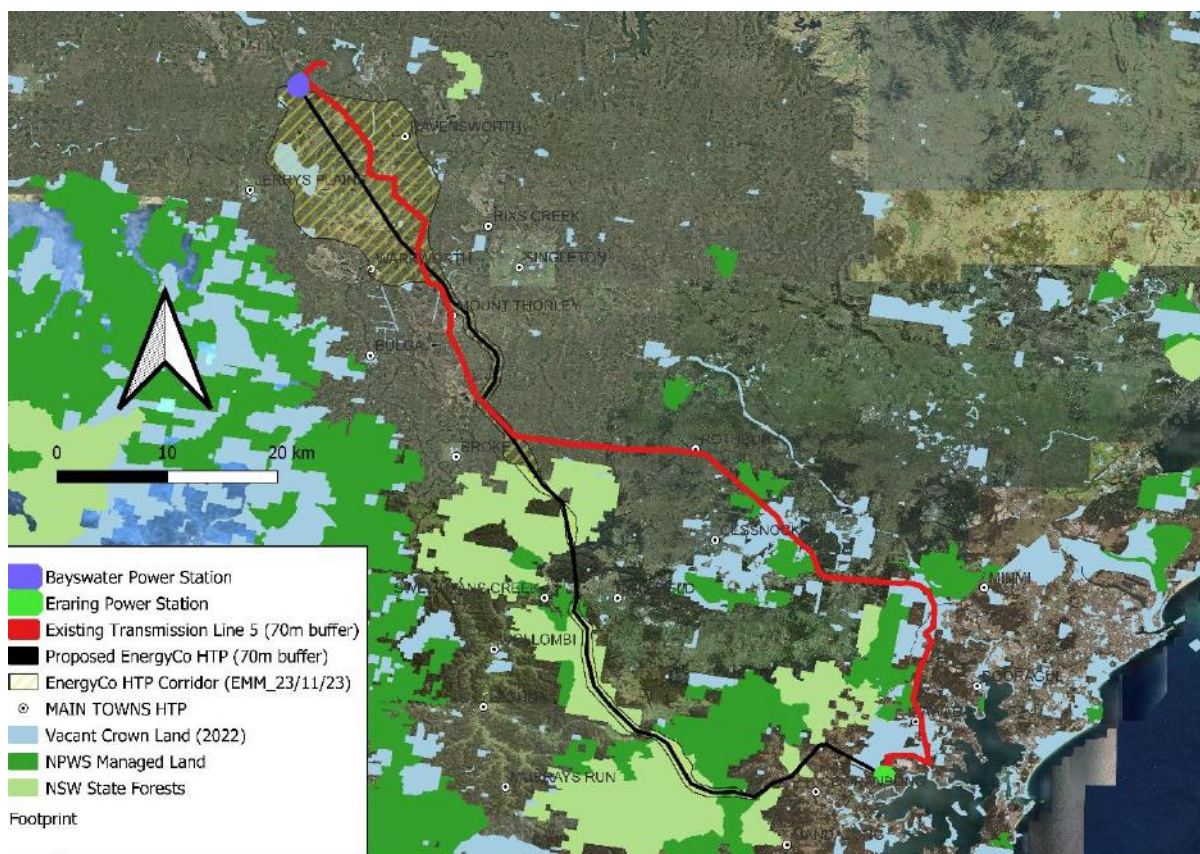 RAVENSWORTH
RIXS CREEK
WARKWORTH
SINGLETON
MOUNT THORLEY
BULGA
BROKE
ROTHBURY
CESSNOCK
MINMI
WOLLOMBI
BOORAGUL
MURRAYS RUN
0 10 20 km
Bayswater Power Station
Eraring Power Station
Existing Transmission Line 5 (70m buffer)
Proposed EnergyCo HTP (70m buffer)
EnergyCo HTP Corridor (EMM_23/11/23)
MAIN TOWNS HTP
Vacant Crown Land (2022)
NPWS Managed Land
NSW State Forests
Footprint